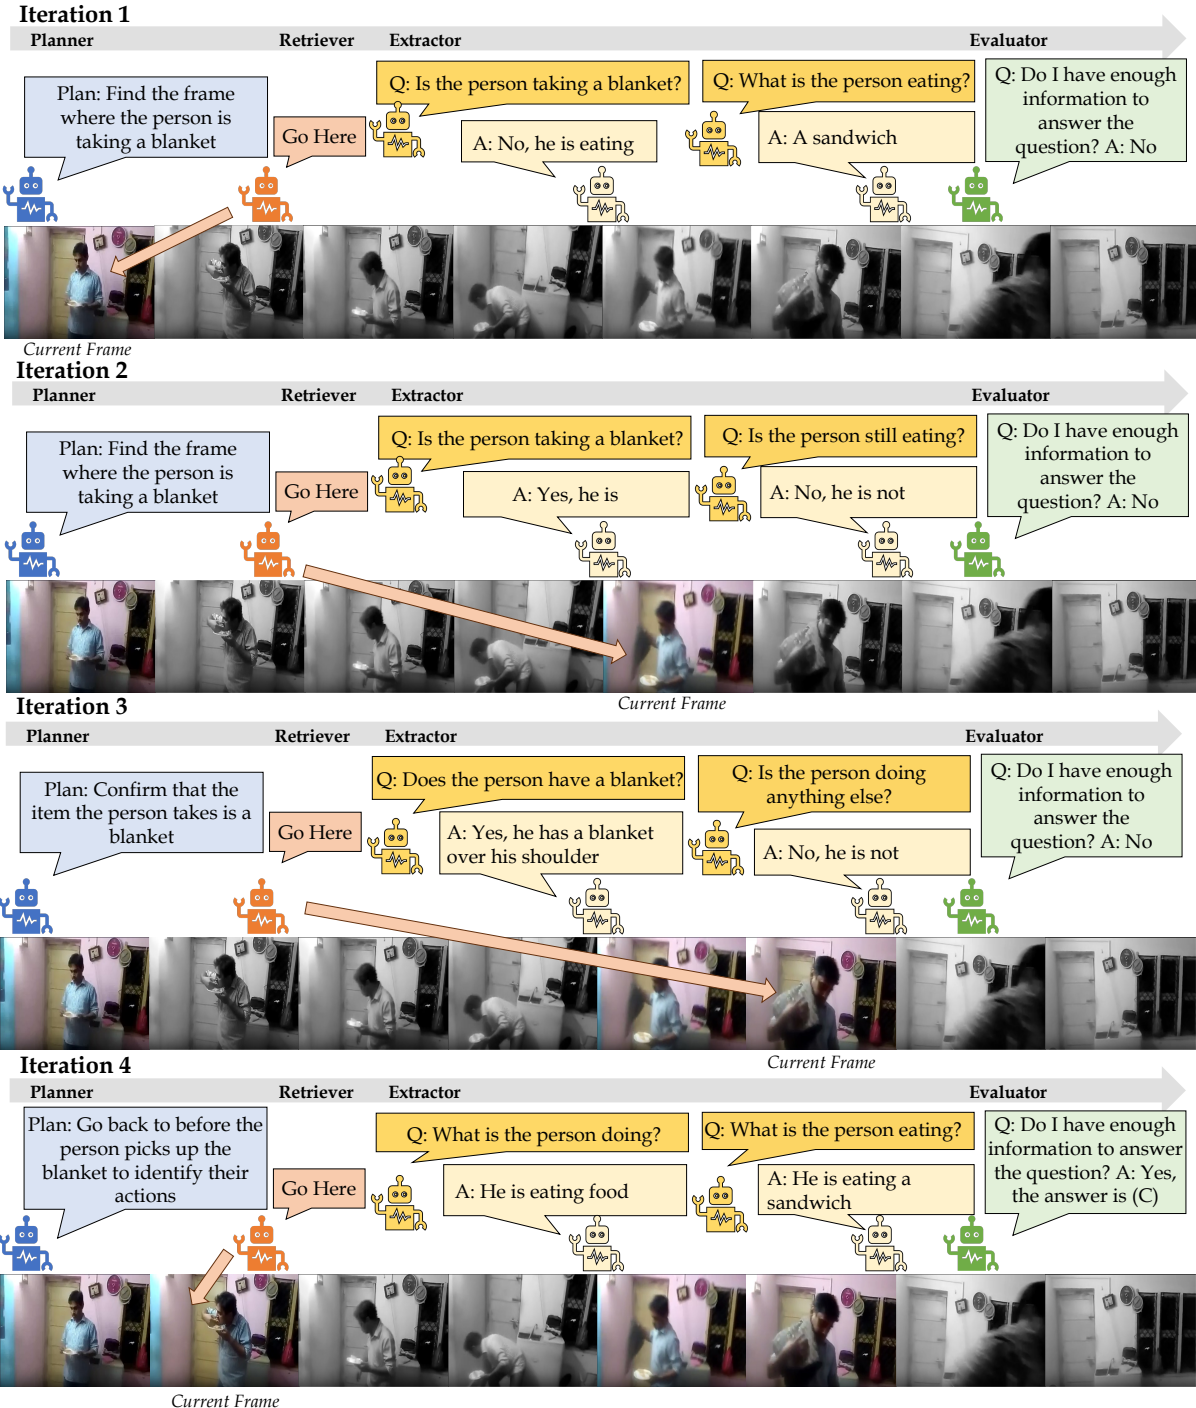 Iteration 1
Planner
Retriever
Extractor
Evaluator
Plan: Find the frame
where the person is
taking a blanket
Go Here
Q: Is the person taking a blanket?
A: No, he is eating
Q: What is the person eating?
A: A sandwich
Q: Do I have enough
information to
answer the
question? A: No
Current Frame
Iteration 2
Planner
Retriever
Extractor
Evaluator
Plan: Find the frame
where the person is
taking a blanket
Go Here
Q: Is the person taking a blanket?
A: Yes, he is
Q: Is the person still eating?
A: No, he is not
Q: Do I have enough
information to
answer the
question? A: No
Current Frame
Iteration 3
Planner
Retriever
Extractor
Evaluator
Plan: Confirm that the
item the person takes is a
blanket
Go Here
Q: Does the person have a blanket?
A: Yes, he has a blanket
over his shoulder
Q: Is the person doing
anything else?
A: No, he is not
Q: Do I have enough
information to
answer the
question? A: No
Current Frame
Iteration 4
Planner
Retriever
Extractor
Evaluator
Plan: Go back to before the
person picks up the
blanket to identify their
actions
Go Here
Q: What is the person doing?
A: He is eating food
Q: What is the person eating?
A: He is eating a
sandwich
Q: Do I have enough
information to answer
the question? A: Yes,
the answer is (C)
Current Frame